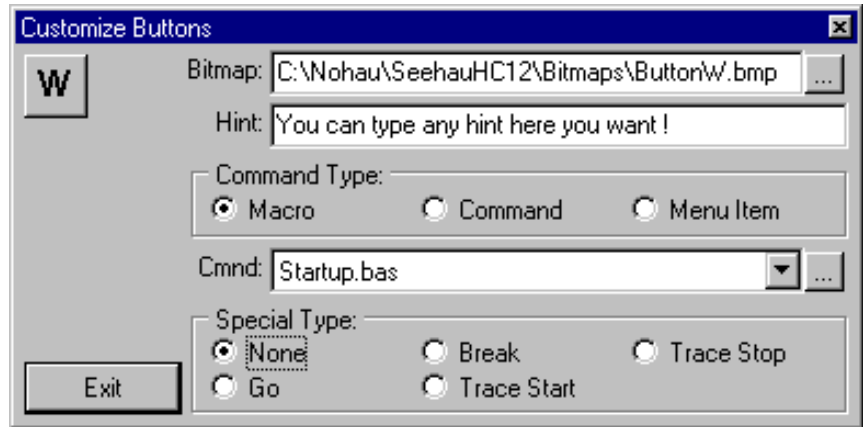 Customize Buttons
W
Bitmap: C:\Nohau\SeehauHC12\Bitmaps\ButtonW.bmp ...
Hint: You can type any hint here you want !
Command Type:
Macro Command Menu Item
Cmnd: Startup.bas ...
Special Type:
None Break Trace Stop
Exit Go Trace Start